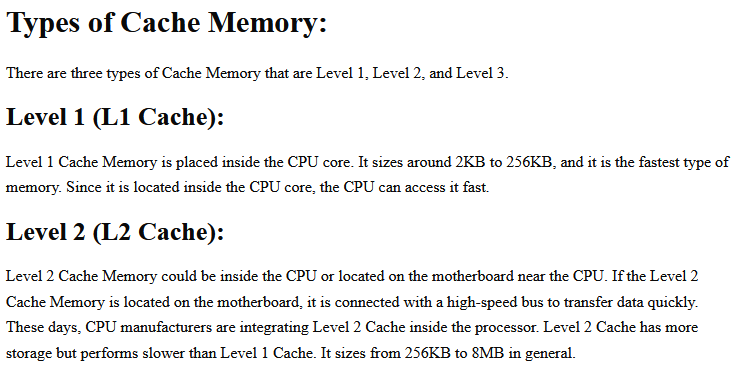 Types of Cache Memory:
There are three types of Cache Memory that are Level 1, Level 2, and Level 3.
Level 1 (L1 Cache):
Level 1 Cache Memory is placed inside the CPU core. It sizes around 2KB to 256KB, and it is the fastest type of
memory. Since it is located inside the CPU core, the CPU can access it fast.
Level 2 (L2 Cache):
Level 2 Cache Memory could be inside the CPU or located on the motherboard near the CPU. If the Level 2
Cache Memory is located on the motherboard, it is connected with a high-speed bus to transfer data quickly.
These days, CPU manufacturers are integrating Level 2 Cache inside the processor. Level 2 Cache has more
storage but performs slower than Level 1 Cache. It sizes from 256KB to 8MB in general.